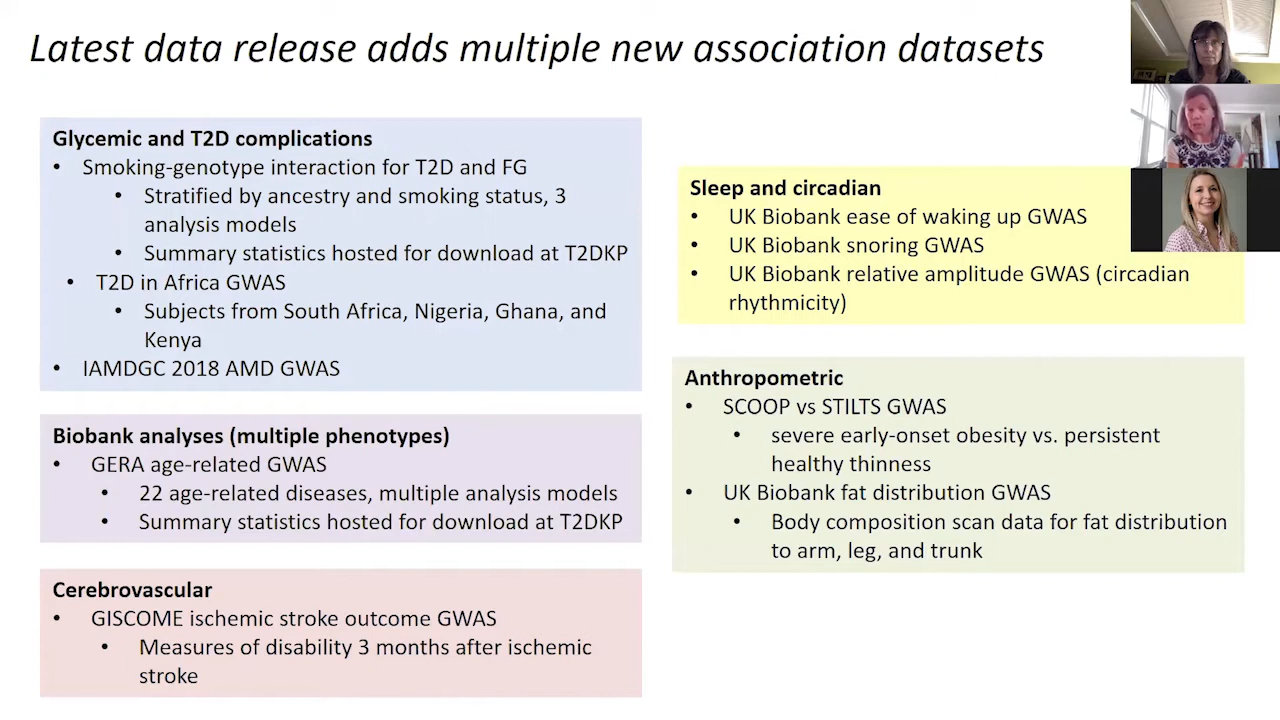 Latest data release adds multiple new association datasets
Glycemic and T2D complications
• Smoking-genotype interaction for T2D and FG
• Stratified by ancestry and smoking status, 3
analysis models
• Summary statistics hosted for download at T2DKP
• T2D in Africa GWAS
• Subjects from South Africa, Nigeria, Ghana, and
Kenya
• IAMDGC 2018 AMD GWAS
Biobank analyses (multiple phenotypes)
• GERA age-related GWAS
• 22 age-related diseases, multiple analysis models
• Summary statistics hosted for download at T2DKP
Cerebrovascular
• GISCOME ischemic stroke outcome GWAS
• Measures of disability 3 months after ischemic
stroke
Sleep and circadian
• UK Biobank ease of waking up GWAS
• UK Biobank snoring GWAS
• UK Biobank relative amplitude GWAS (circadian
rhythmicity)
Anthropometric
• SCOOP vs STILTS GWAS
• severe early-onset obesity vs. persistent
healthy thinness
• UK Biobank fat distribution GWAS
• Body composition scan data for fat distribution
to arm, leg, and trunk